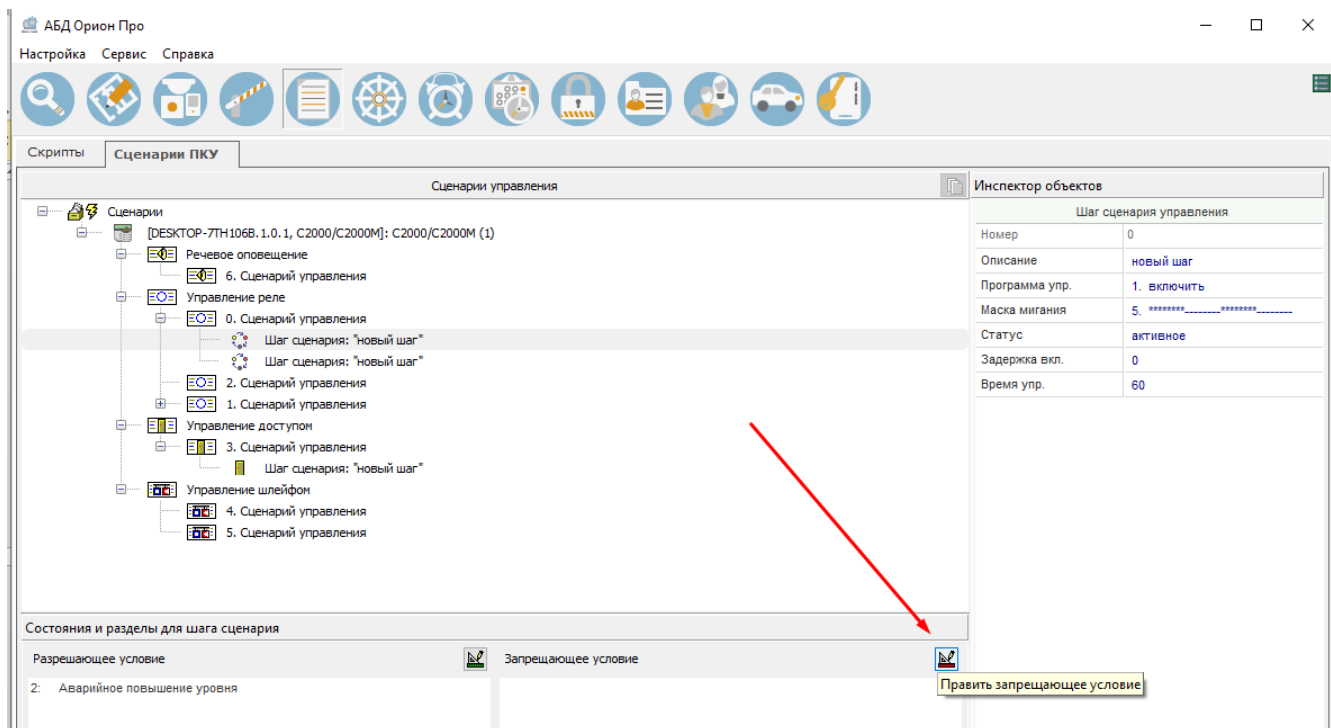 АБД Орион Про
Настройка Сервис Справка
Скрипты Сценарии ПКУ
Сценарии управления
Сценарии
[DESKTOP-7TH106B.1.0.1, C2000/C2000M]: C2000/C2000M (1)
Речевое оповещение
6. Сценарий управления
Управление реле
0. Сценарий управления
Шаг сценария: "новый шаг"
Шаг сценария: "новый шаг"
2. Сценарий управления
1. Сценарий управления
Управление доступом
3. Сценарий управления
Шаг сценария: "новый шаг"
Управление шлейфом
4. Сценарий управления
5. Сценарий управления
Инспектор объектов
Шаг сценария управления
Номер 0
Описание новый шаг
Программа упр. 1. включить
Маска мигания 5. ********--------********--------
Статус активное
Задержка вкл. 0
Время упр. 60
Состояния и разделы для шага сценария
Разрешающее условие Запрещающее условие
2: Аварийное повышение уровня
Править запрещающее условие